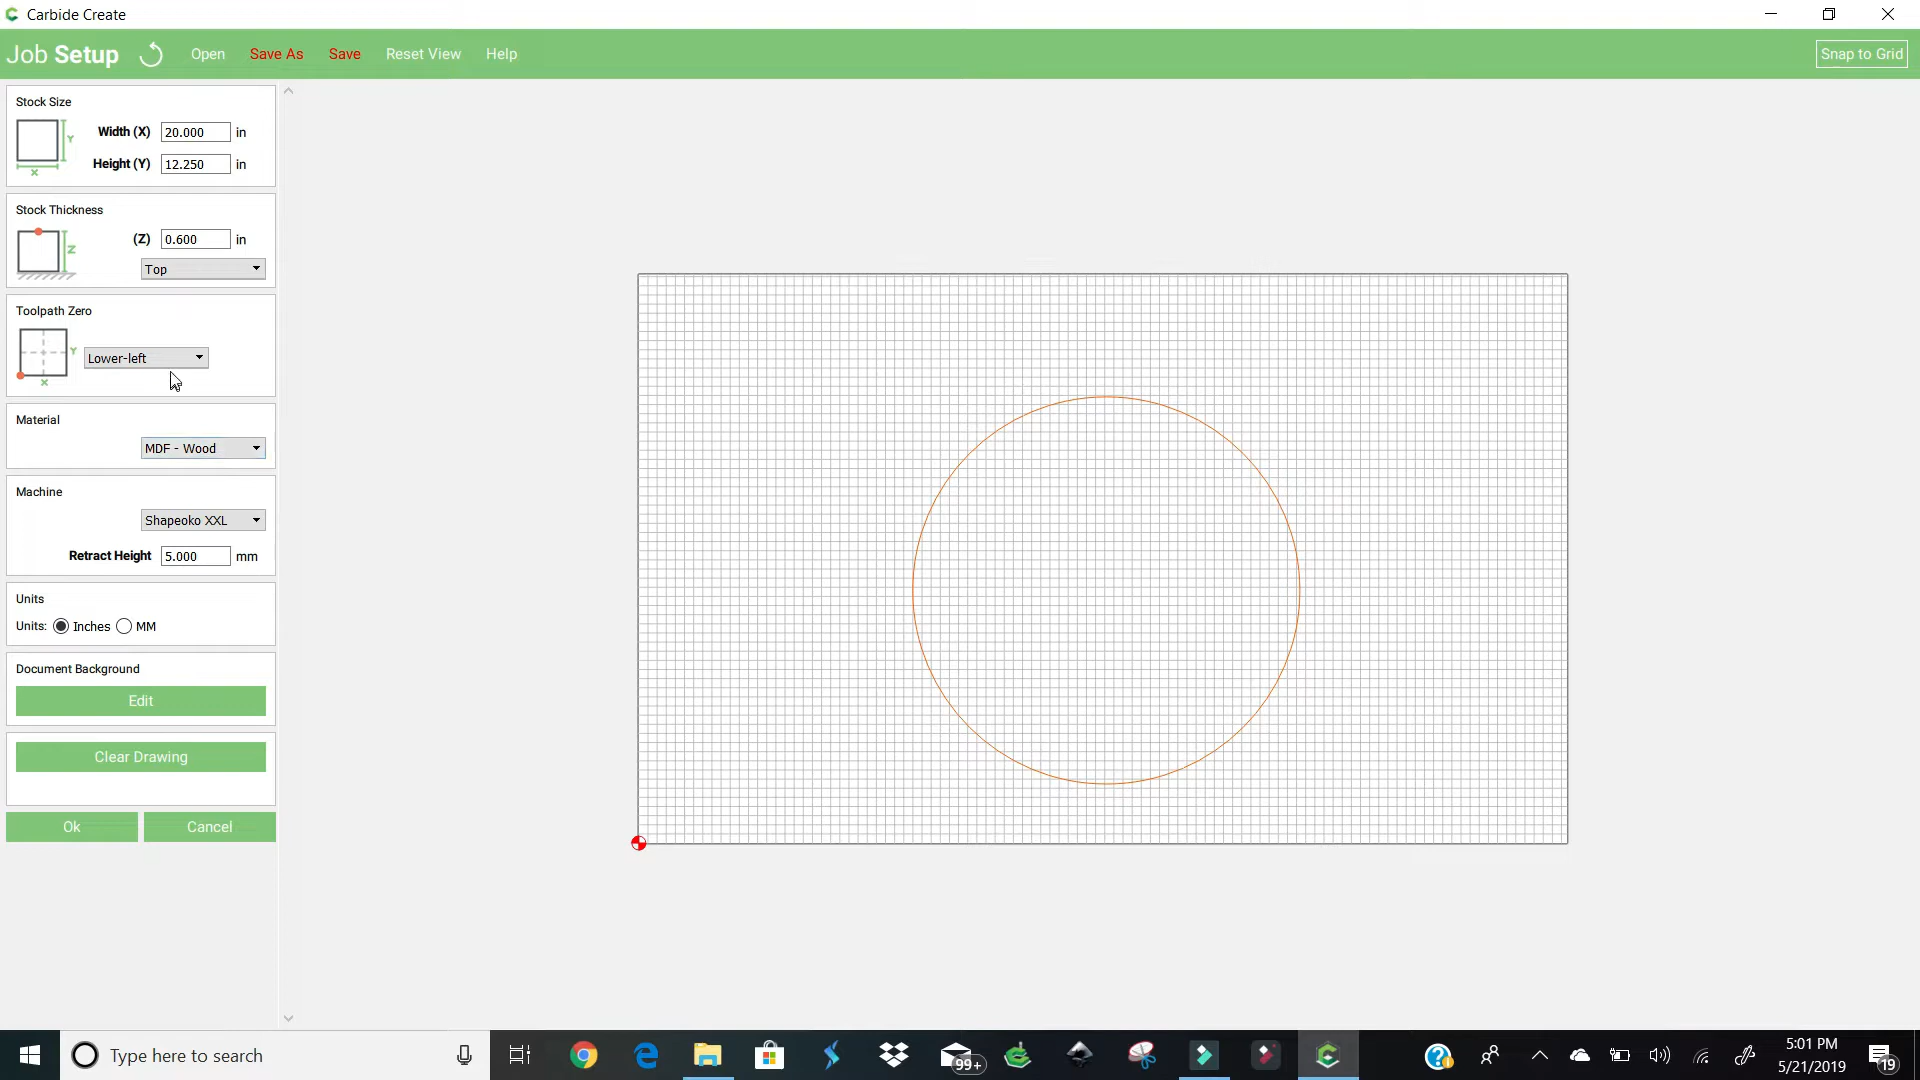 Carbide Create
Job Setup Open Save As Save Reset View Help Snap to Grid
Stock Size
Width (X) 20.000 in
Y
Height (Y) 12.250 in
X
Stock Thickness
(Z) 0.600 in
Z
Top
Toolpath Zero
Y Lower-left
X
Material
MDF - Wood
Machine
Shapeoko XXL
Retract Height 5.000 mm
Units
Units: Inches MM
Document Background
Edit
Clear Drawing
Ok Cancel
Type here to search
99+
5:01 PM
5/21/2019
19